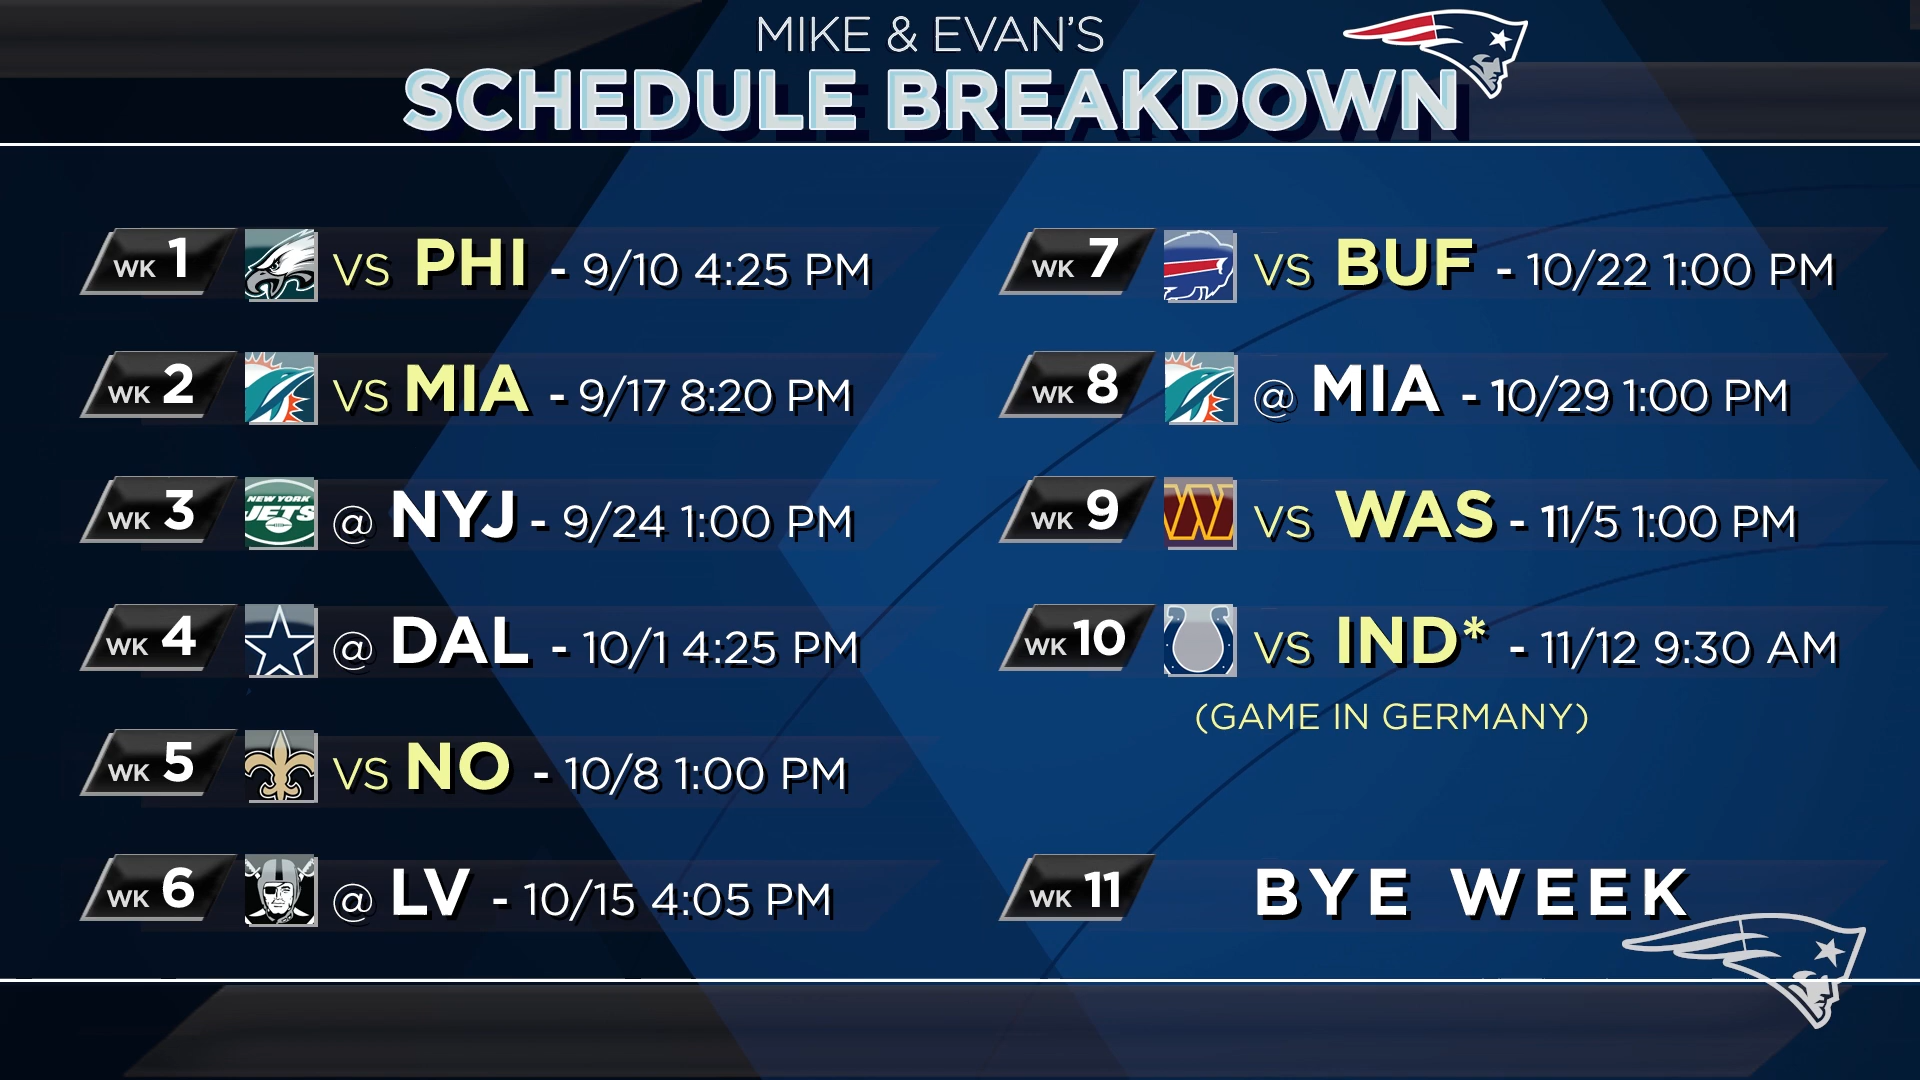 MIKE & EVAN'S
SCHEDULE BREAKDOWN
WK 1 VS PHI - 9/10 4:25 PM
WK 2 VS MIA - 9/17 8:20 PM
WK 3 NEW YORK JETS @ NYJ - 9/24 1:00 PM
WK 4 @ DAL - 10/1 4:25 PM
WK 5 VS NO - 10/8 1:00 PM
WK 6 @ LV - 10/15 4:05 PM
WK 7 VS BUF - 10/22 1:00 PM
WK 8 @ MIA - 10/29 1:00 PM
WK 9 W VS WAS - 11/5 1:00 PM
WK 10 VS IND* - 11/12 9:30 AM
(GAME IN GERMANY)
WK 11 BYE WEEK